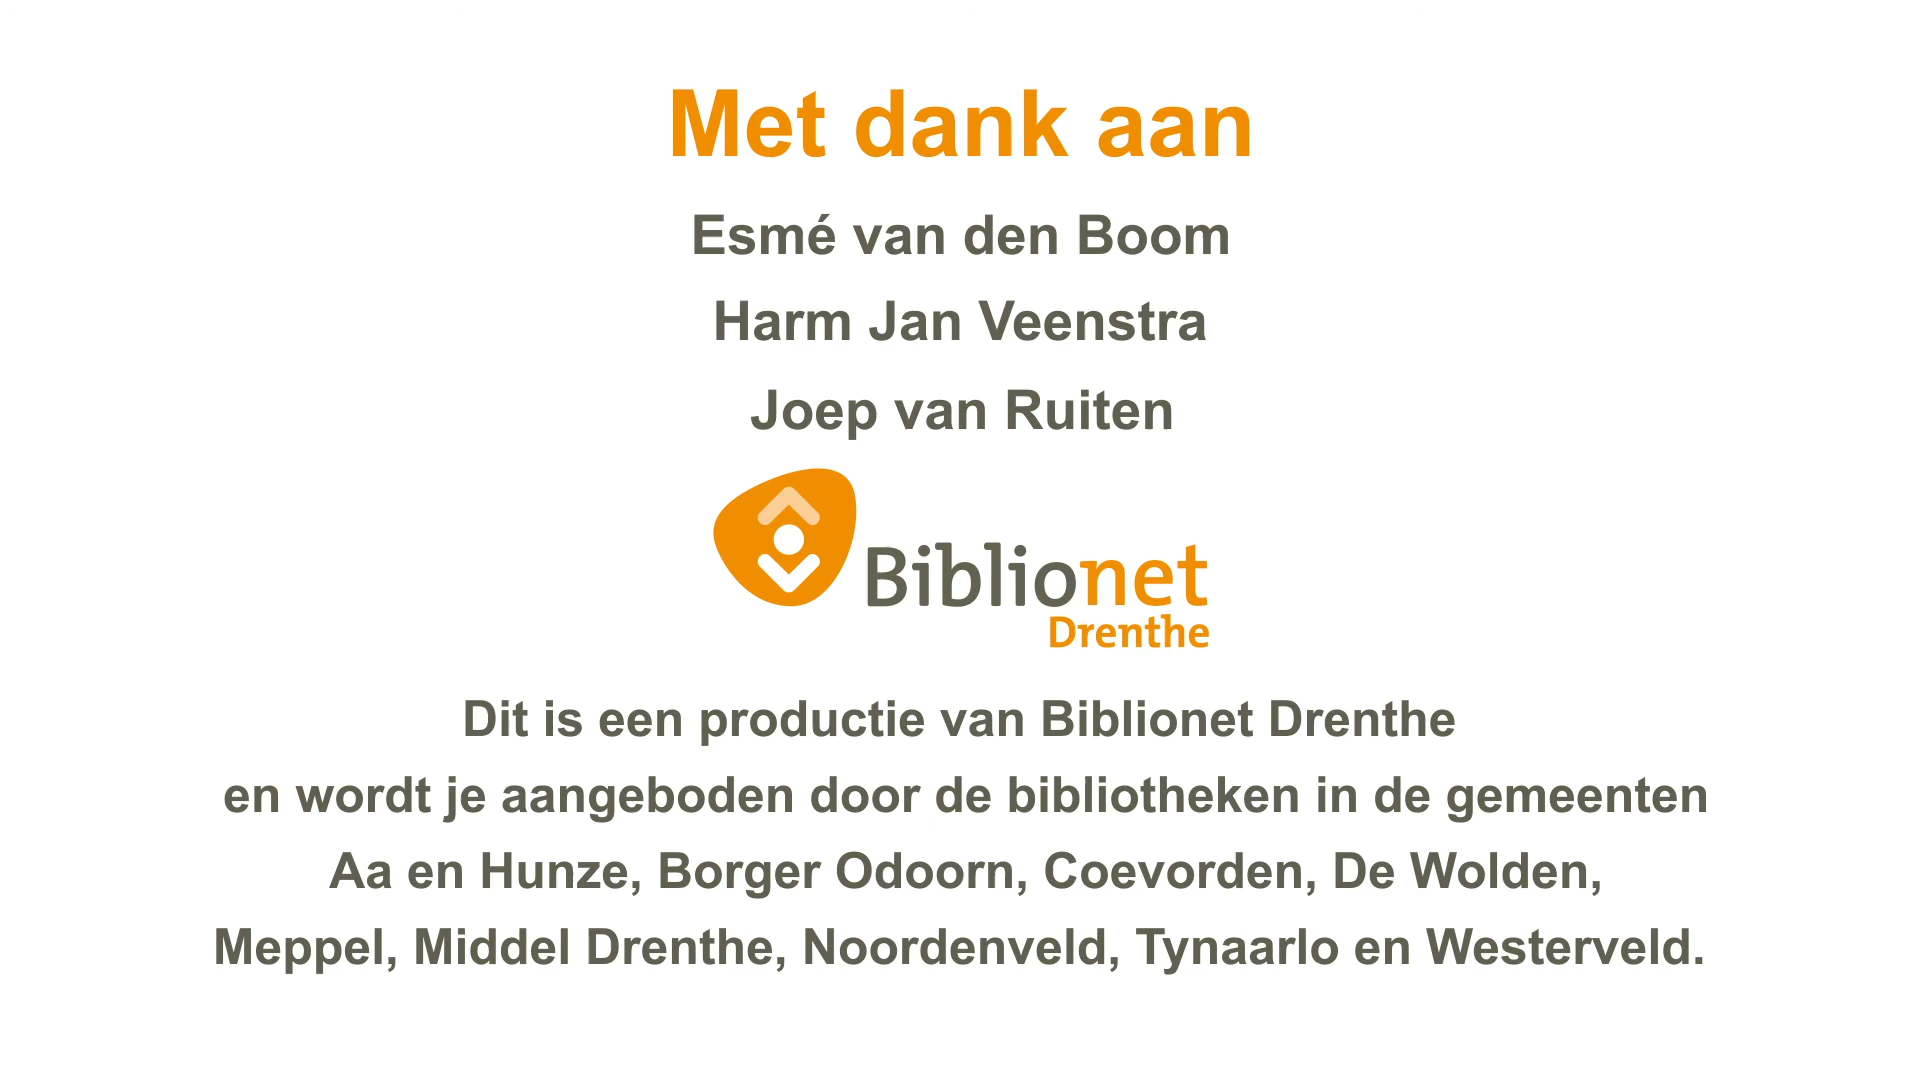 Met dank aan
Esmé van den Boom
Harm Jan Veenstra
Joep van Ruiten
Biblionet
Drenthe
Dit is een productie van Biblionet Drenthe
en wordt je aangeboden door de bibliotheken in de gemeenten
Aa en Hunze, Borger Odoorn, Coevorden, De Wolden,
Meppel, Middel Drenthe, Noordenveld, Tynaarlo en Westerveld.